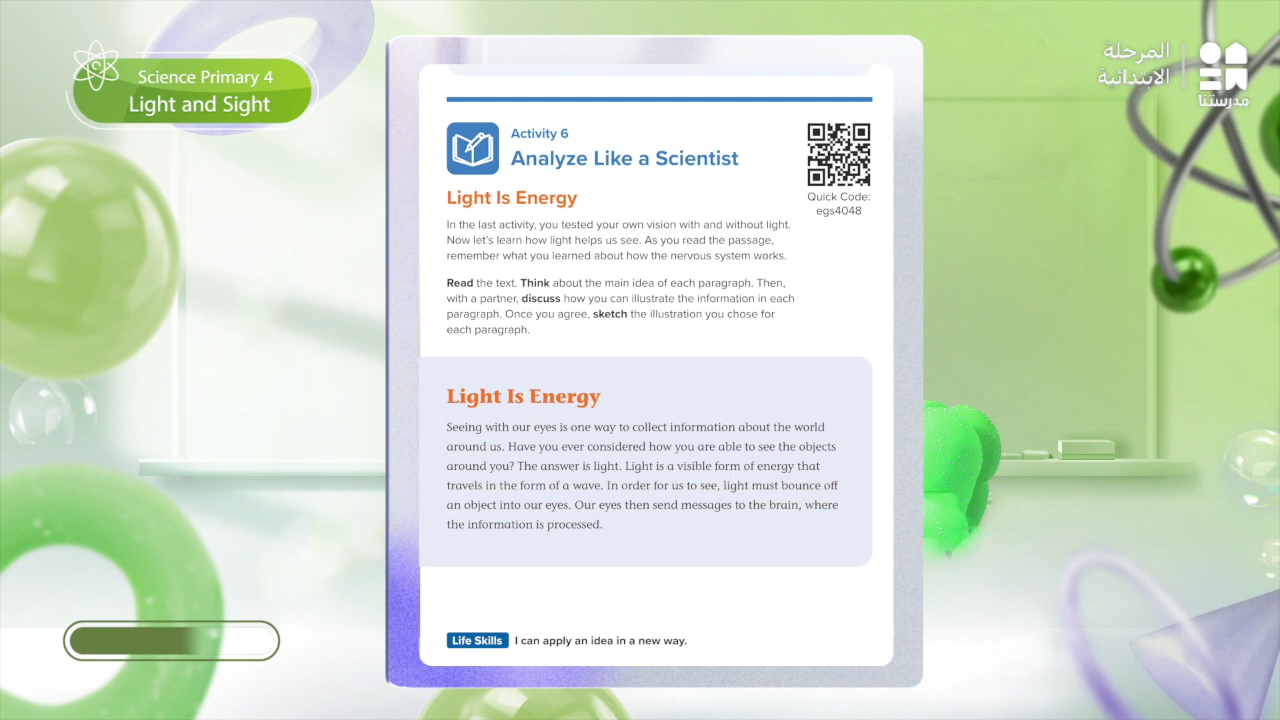 Science Primary 4
Light and Sight
المرحلة
الابتدائية
مدرستنا
Activity 6
Analyze Like a Scientist
Quick Code:
egs4048
Light Is Energy
In the last activity, you tested your own vision with and without light.
Now let's learn how light helps us see. As you read the passage,
remember what you learned about how the nervous system works.
Read the text. Think about the main idea of each paragraph. Then,
with a partner, discuss how you can illustrate the information in each
paragraph. Once you agree, sketch the illustration you chose for
each paragraph.
Light Is Energy
Seeing with our eyes is one way to collect information about the world
around us. Have you ever considered how you are able to see the objects
around you? The answer is light. Light is a visible form of energy that
travels in the form of a wave. In order for us to see, light must bounce off
an object into our eyes. Our eyes then send messages to the brain, where
the information is processed.
Life Skills I can apply an idea in a new way.